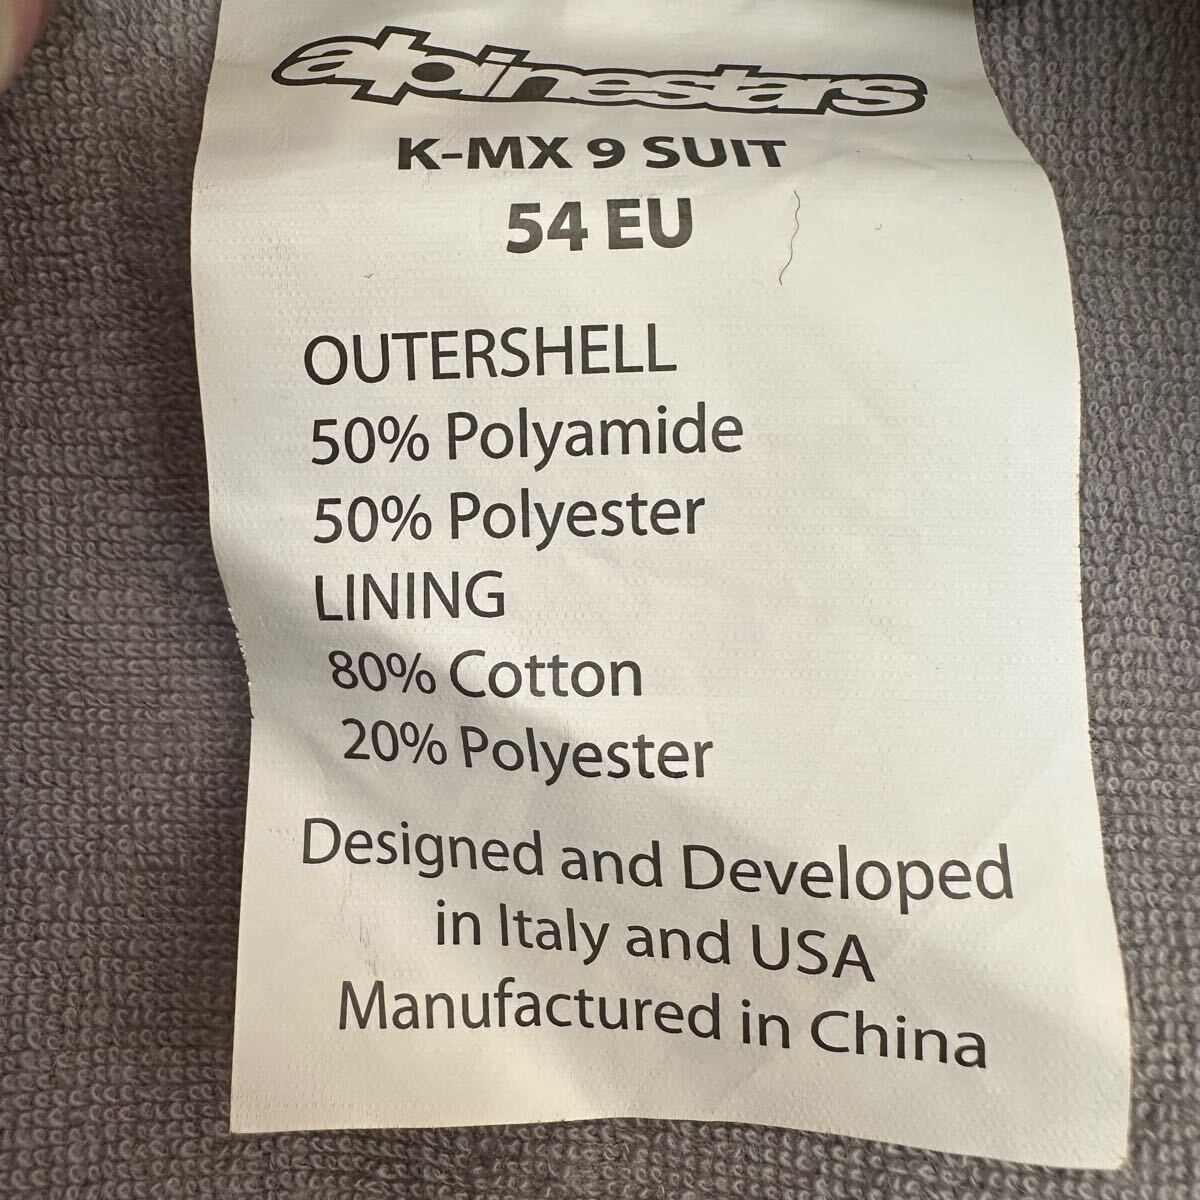 alpinestars
K-MX 9 SUIT
54 EU
OUTERSHELL
50% Polyamide
50% Polyester
LINING
80% Cotton
20% Polyester
Designed and Developed
in Italy and USA
Manufactured in China